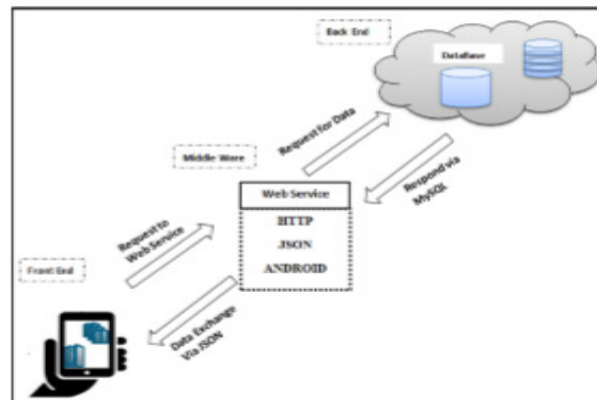 Back End
DataBase
Request for Data
Middle Ware
Respond via
MySQL
Web Service
HTTP
JSON
ANDROID
Request to
Web Service
Front End
Data Exchange
Via JSON